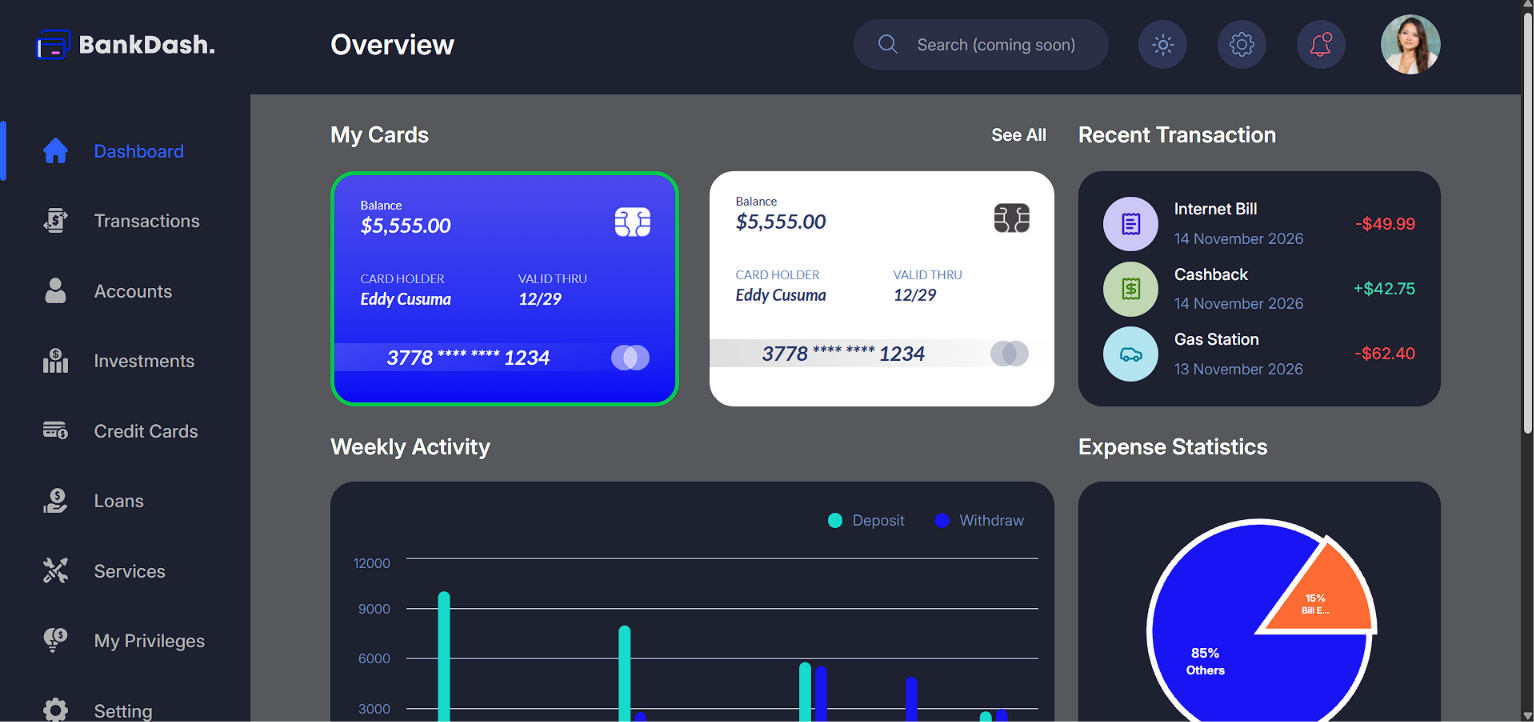 BankDash.
Overview
Search (coming soon)
Dashboard
Transactions
Accounts
Investments
Credit Cards
Loans
Services
My Privileges
Setting
My Cards
See All
Balance
$5,555.00
CARD HOLDER
VALID THRU
Eddy Cusuma
12/29
3778 **** **** 1234
Balance
$5,555.00
CARD HOLDER
VALID THRU
Eddy Cusuma
12/29
3778 **** **** 1234
Recent Transaction
Internet Bill
14 November 2026
-$49.99
Cashback
14 November 2026
+$42.75
Gas Station
13 November 2026
-$62.40
Weekly Activity
Deposit
Withdraw
12000
9000
6000
3000
Expense Statistics
15%
Bill E...
85%
Others